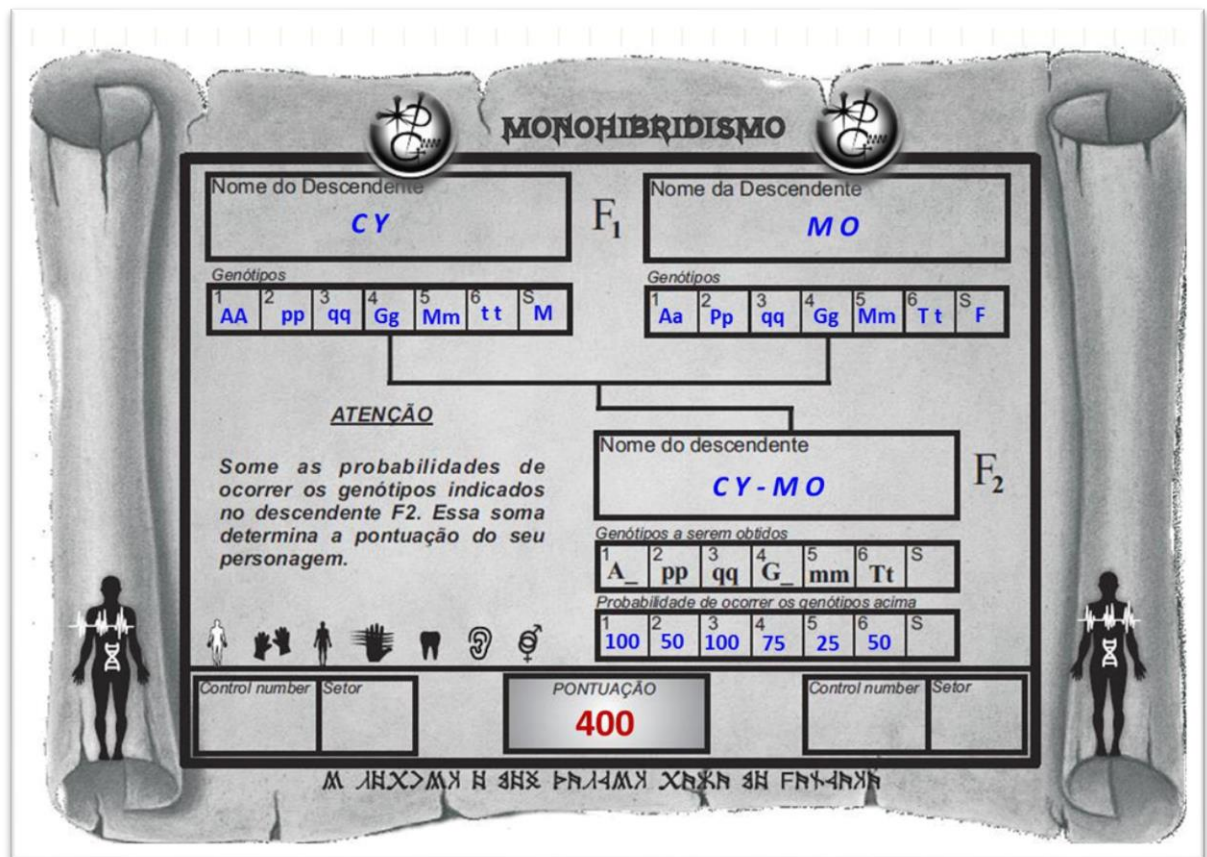 MONOHIBRIDISMO
Nome do Descendente
CY
F1
Nome da Descendente
MO
Genótipos
1 AA 2 pp 3 qq 4 Gg 5 Mm 6 tt S M
Genótipos
1 Aa 2 Pp 3 qq 4 Gg 5 Mm 6 Tt S F
ATENÇÃO
Some as probabilidades de
ocorrer os genótipos indicados
no descendente F2. Essa soma
determina a pontuação do seu
personagem.
Nome do descendente
CY-MO
F2
Genótipos a serem obtidos
1 A_ 2 pp 3 qq 4 G_ 5 mm 6 Tt S
Probabilidade de ocorrer os genótipos acima
1 100 2 50 3 100 4 75 5 25 6 50 S
Control number Setor
PONTUAÇÃO
400
Control number Setor